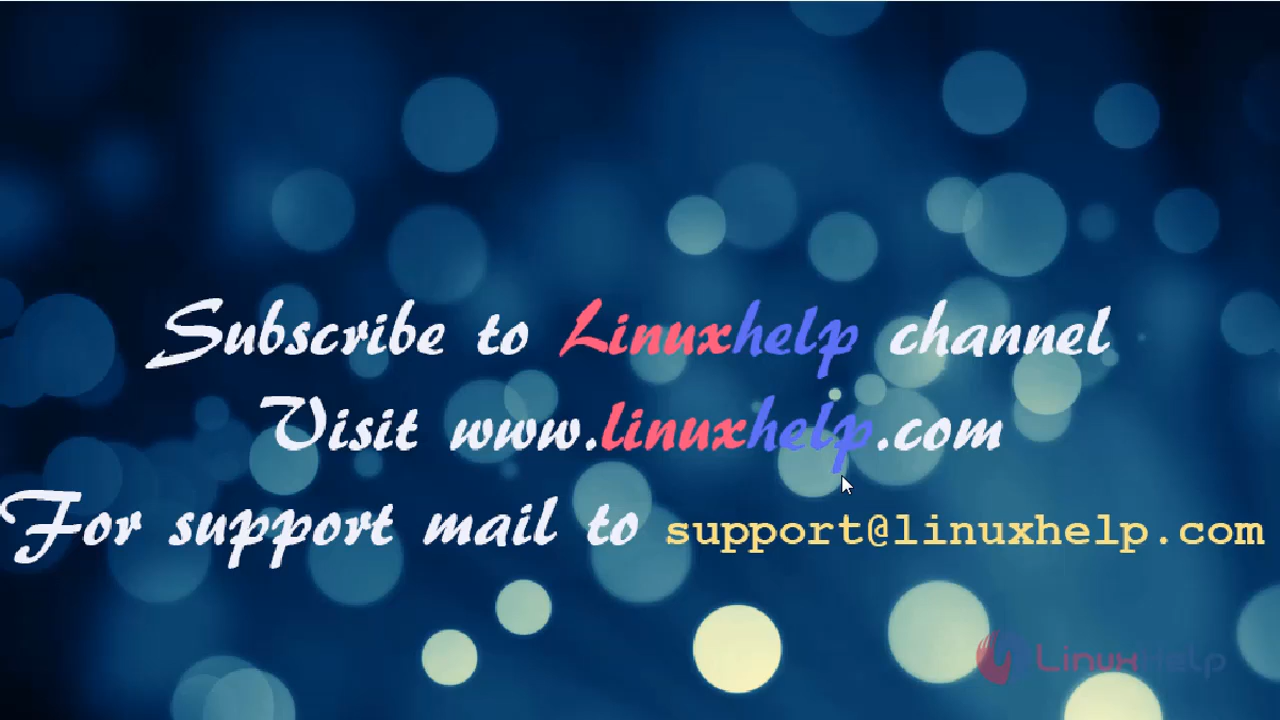 Subscribe to Linuxhelp channel
Visit www.linuxhelp.com
For support mail to support@linuxhelp.com
LinuxHelp